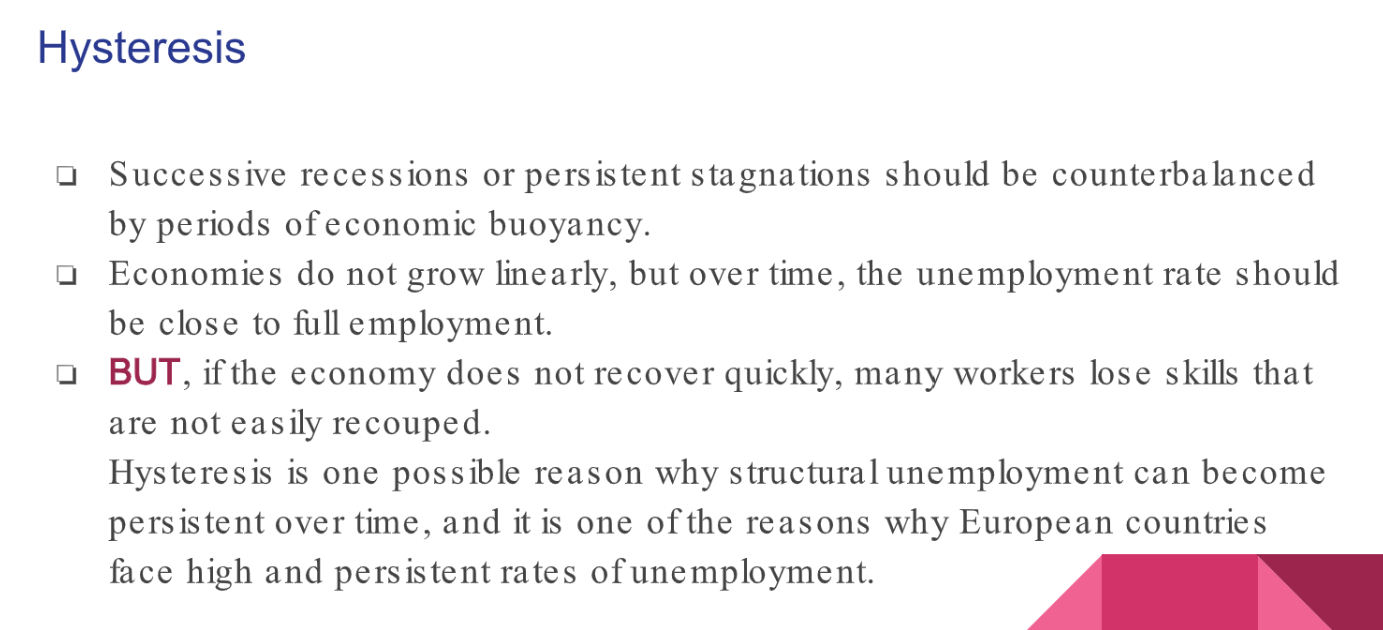 Hysteresis
❏ Successive recessions or persistent stagnations should be counterbalanced
by periods of economic buoyancy.
❏ Economies do not grow linearly, but over time, the unemployment rate should
be close to full employment.
❏ BUT, if the economy does not recover quickly, many workers lose skills that
are not easily recouped.
Hysteresis is one possible reason why structural unemployment can become
persistent over time, and it is one of the reasons why European countries
face high and persistent rates of unemployment.